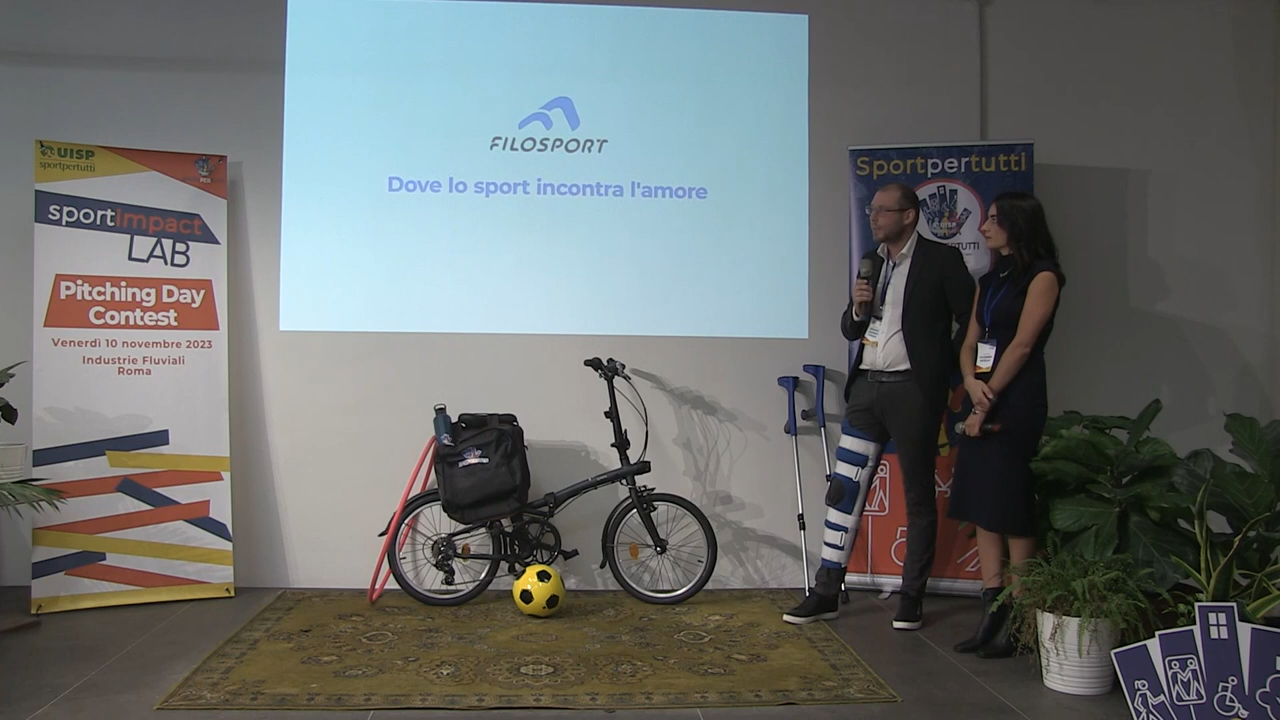 UISP
sportpertutti
sportimpact
LAB
Pitching Day
Contest
Venerdì 10 novembre 2023
Industrie Fluviali
Roma
FILOSPORT
Dove lo sport incontra l'amore
Sportpertutti
UISP